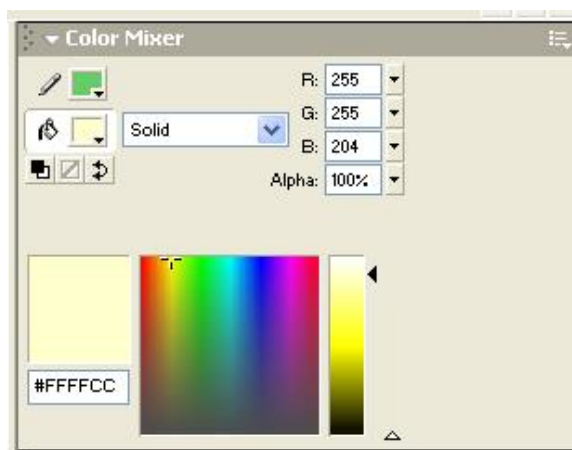 Color Mixer
R: 255
G: 255
Solid
B: 204
Alpha: 100%
#FFFFCC